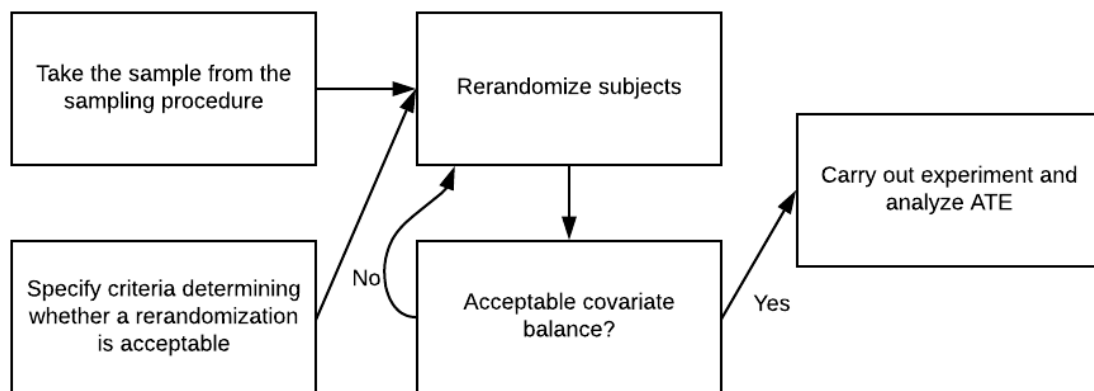 Take the sample from the
sampling procedure
Rerandomize subjects
Carry out experiment and
analyze ATE
Specify criteria determining
whether a rerandomization
is acceptable
No
Acceptable covariate
balance?
Yes